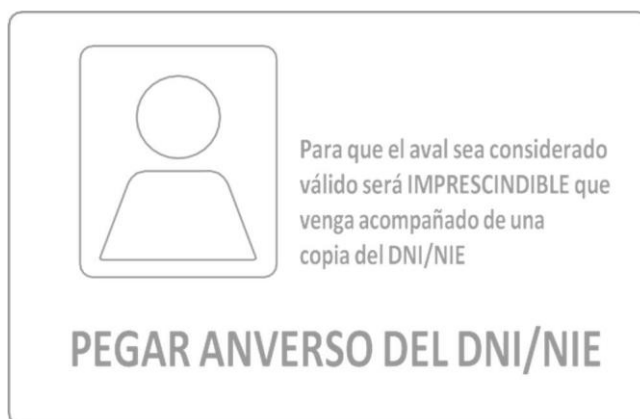 Para que el aval sea considerado
válido será IMPRESCINDIBLE que
venga acompañado de una
copia del DNI/NIE
PEGAR ANVERSO DEL DNI/NIE